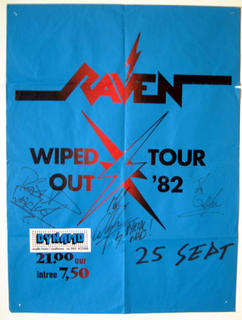 RAVEN
WIPED TOUR
OUT '82
DYNAMO
25 SEPT
21,00 uur
intree 7,50